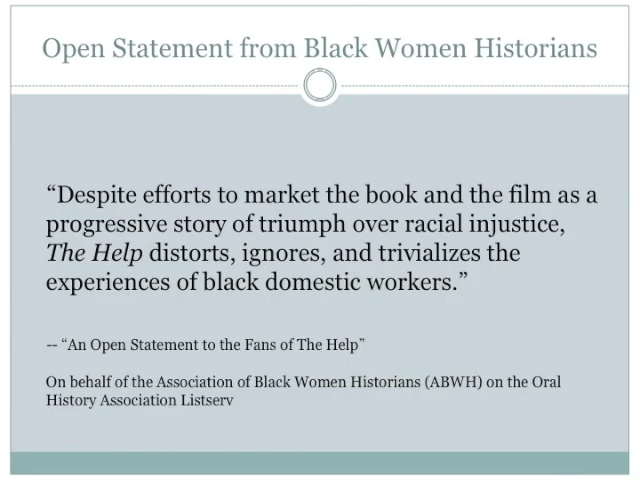 Open Statement from Black Women Historians
“Despite efforts to market the book and the film as a
progressive story of triumph over racial injustice,
The Help distorts, ignores, and trivializes the
experiences of black domestic workers.”
-- “An Open Statement to the Fans of The Help”
On behalf of the Association of Black Women Historians (ABWH) on the Oral
History Association Listserv